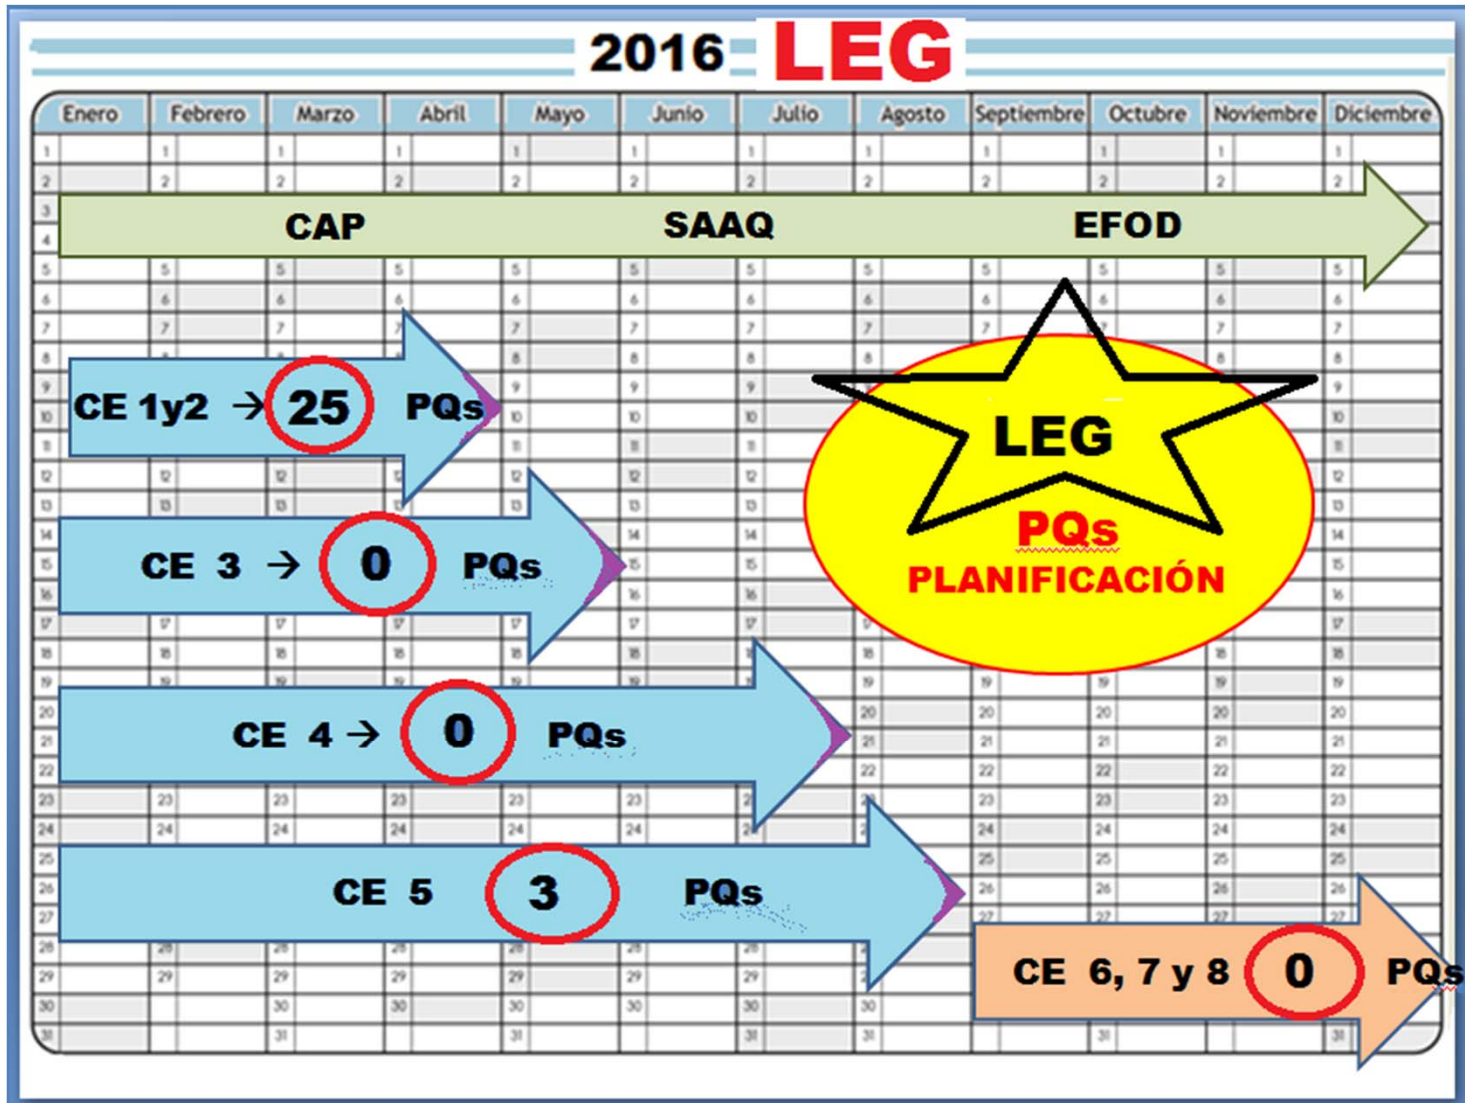 2016 LEG
Enero Febrero Marzo Abril Mayo Junio Julio Agosto Septiembre Octubre Noviembre Diciembre
CAP SAAQ EFOD
CE 1y2 → 25 PQs
LEG
PQs
PLANIFICACIÓN
CE 3 → 0 PQs
CE 4 → 0 PQs
CE 5 3 PQs
CE 6, 7 y 8 0 PQs